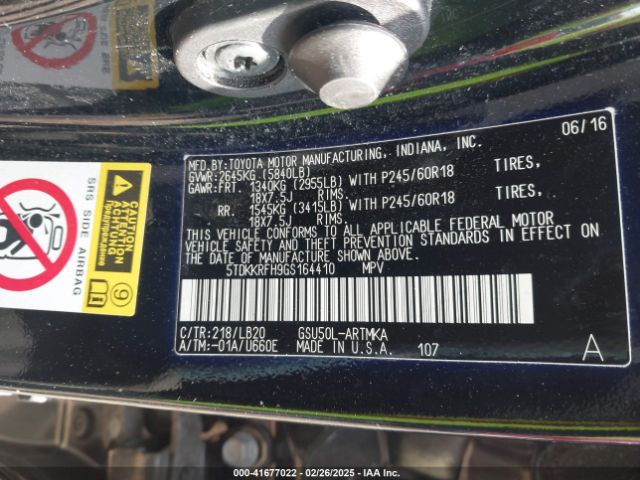 06/16
MFD.BY: TOYOTA MOTOR MANUFACTURING, INDIANA, INC.
GVWR: 2645KG (5840LB)
GAWR: FRT. 1340KG (2955LB) WITH P245/60R18 TIRES,
18X7.5J RIMS.
RR. 1545KG (3415LB) WITH P245/60R18 TIRES,
18X7.5J RIMS.
THIS VEHICLE CONFORMS TO ALL APPLICABLE FEDERAL MOTOR
VEHICLE SAFETY AND THEFT PREVENTION STANDARDS IN EFFECT ON
THE DATE OF MANUFACTURE SHOWN ABOVE.
5TDKKRFH9GS164410 MPV
C/TR: 218/LB20 GSU50L-ARTMKA
A/TM:-01A/U660E MADE IN U.S.A. 107
A
SRS SIDE AIRBAG
ATTENTION
ACHTUNG
9
000-41677022 - 02/26/2025 - IAA Inc.